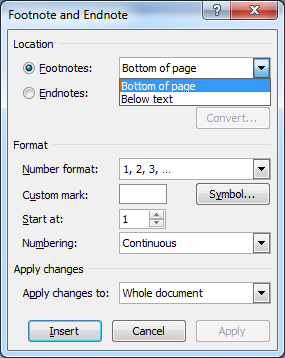 Footnote and Endnote
Location
Footnotes: Bottom of page
Bottom of page
Endnotes:
Below text
Convert...
Format
Number format: 1, 2, 3, ...
Custom mark: Symbol...
Start at: 1
Numbering: Continuous
Apply changes
Apply changes to: Whole document
Insert Cancel Apply